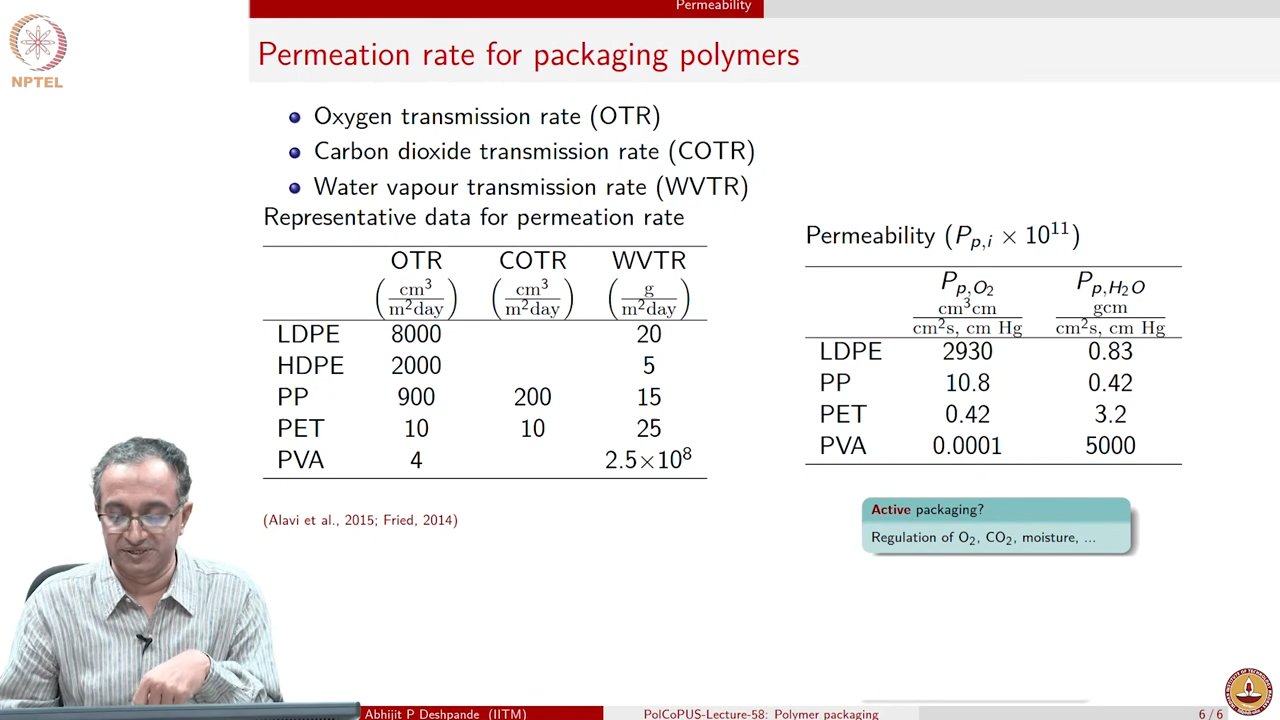 Permeability
NPTEL
Permeation rate for packaging polymers
Oxygen transmission rate (OTR)
Carbon dioxide transmission rate (COTR)
Water vapour transmission rate (WVTR)
Representative data for permeation rate
OTR COTR WVTR
(cm³/m²day) (cm³/m²day) (g/m²day)
LDPE 8000 20
HDPE 2000 5
PP 900 200 15
PET 10 10 25
PVA 4 2.5×10⁸
(Alavi et al., 2015; Fried, 2014)
Permeability (Pₚ,ᵢ × 10¹¹)
Pₚ,O₂ Pₚ,H₂O
cm³cm/cm²s, cm Hg gcm/cm²s, cm Hg
LDPE 2930 0.83
PP 10.8 0.42
PET 0.42 3.2
PVA 0.0001 5000
Active packaging?
Regulation of O₂, CO₂, moisture, ...
Abhijit P Deshpande (IITM) PolCoPUS-Lecture-58: Polymer packaging 6 / 6